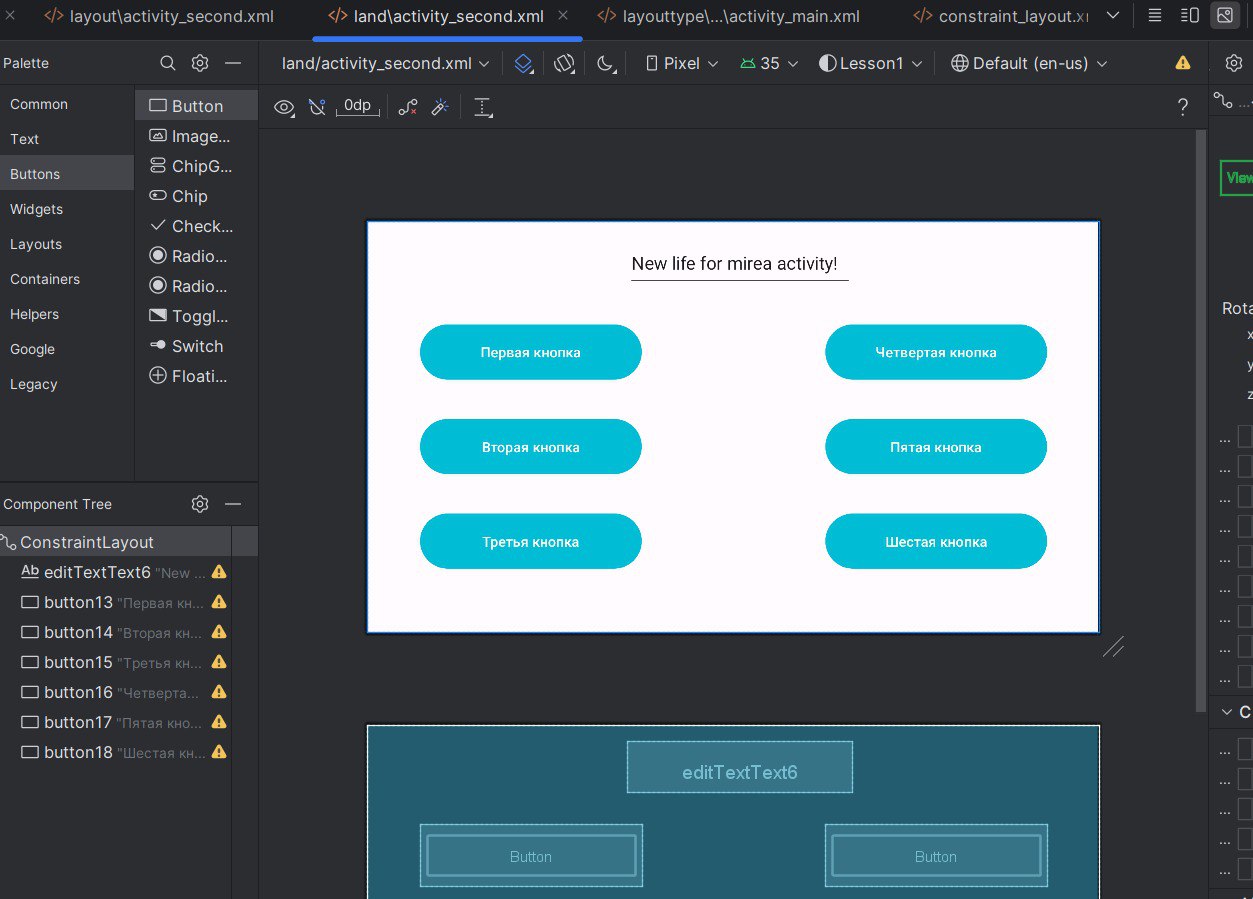 layout\activity_second.xml
land\activity_second.xml
layouttype\...\activity_main.xml
constraint_layout.x
Palette
land/activity_second.xml
Pixel
35
Lesson1
Default (en-us)
Common
Text
Buttons
Widgets
Layouts
Containers
Helpers
Google
Legacy
Button
Image...
ChipG...
Chip
Check...
Radio...
Radio...
Toggl...
Switch
Floati...
0dp
?
New life for mirea activity!
Первая кнопка
Четвертая кнопка
Вторая кнопка
Пятая кнопка
Третья кнопка
Шестая кнопка
Component Tree
ConstraintLayout
Ab editTextText6 "New ...
button13 "Первая кн...
button14 "Вторая кн...
button15 "Третья кн...
button16 "Четверта...
button17 "Пятая кно...
button18 "Шестая кн...
editTextText6
Button
Button
View
Rota
x
y
z
C